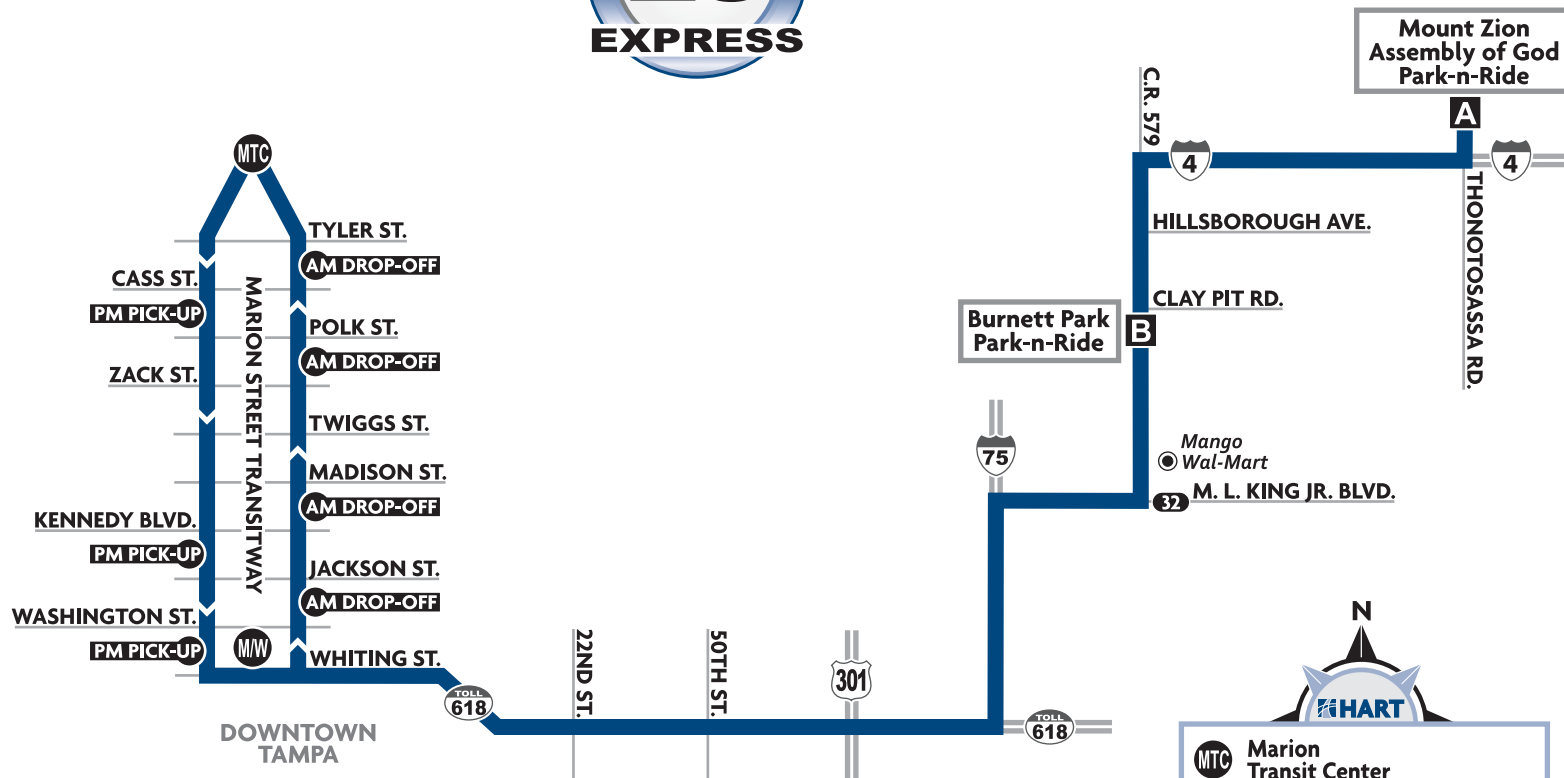 EXPRESS
Mount Zion
Assembly of God
Park-n-Ride
A
C.R. 579
4
4
THONOTOSASSA RD.
HILLSBOROUGH AVE.
CLAY PIT RD.
Burnett Park
Park-n-Ride
B
75
Mango
Wal-Mart
32
M. L. KING JR. BLVD.
MTC
TYLER ST.
AM DROP-OFF
CASS ST.
PM PICK-UP
MARION STREET TRANSITWAY
POLK ST.
AM DROP-OFF
ZACK ST.
TWIGGS ST.
MADISON ST.
AM DROP-OFF
KENNEDY BLVD.
PM PICK-UP
JACKSON ST.
AM DROP-OFF
WASHINGTON ST.
PM PICK-UP
M/W
WHITING ST.
TOLL
618
22ND ST.
50TH ST.
301
TOLL
618
DOWNTOWN
TAMPA
N
HART
MTC
Marion
Transit Center